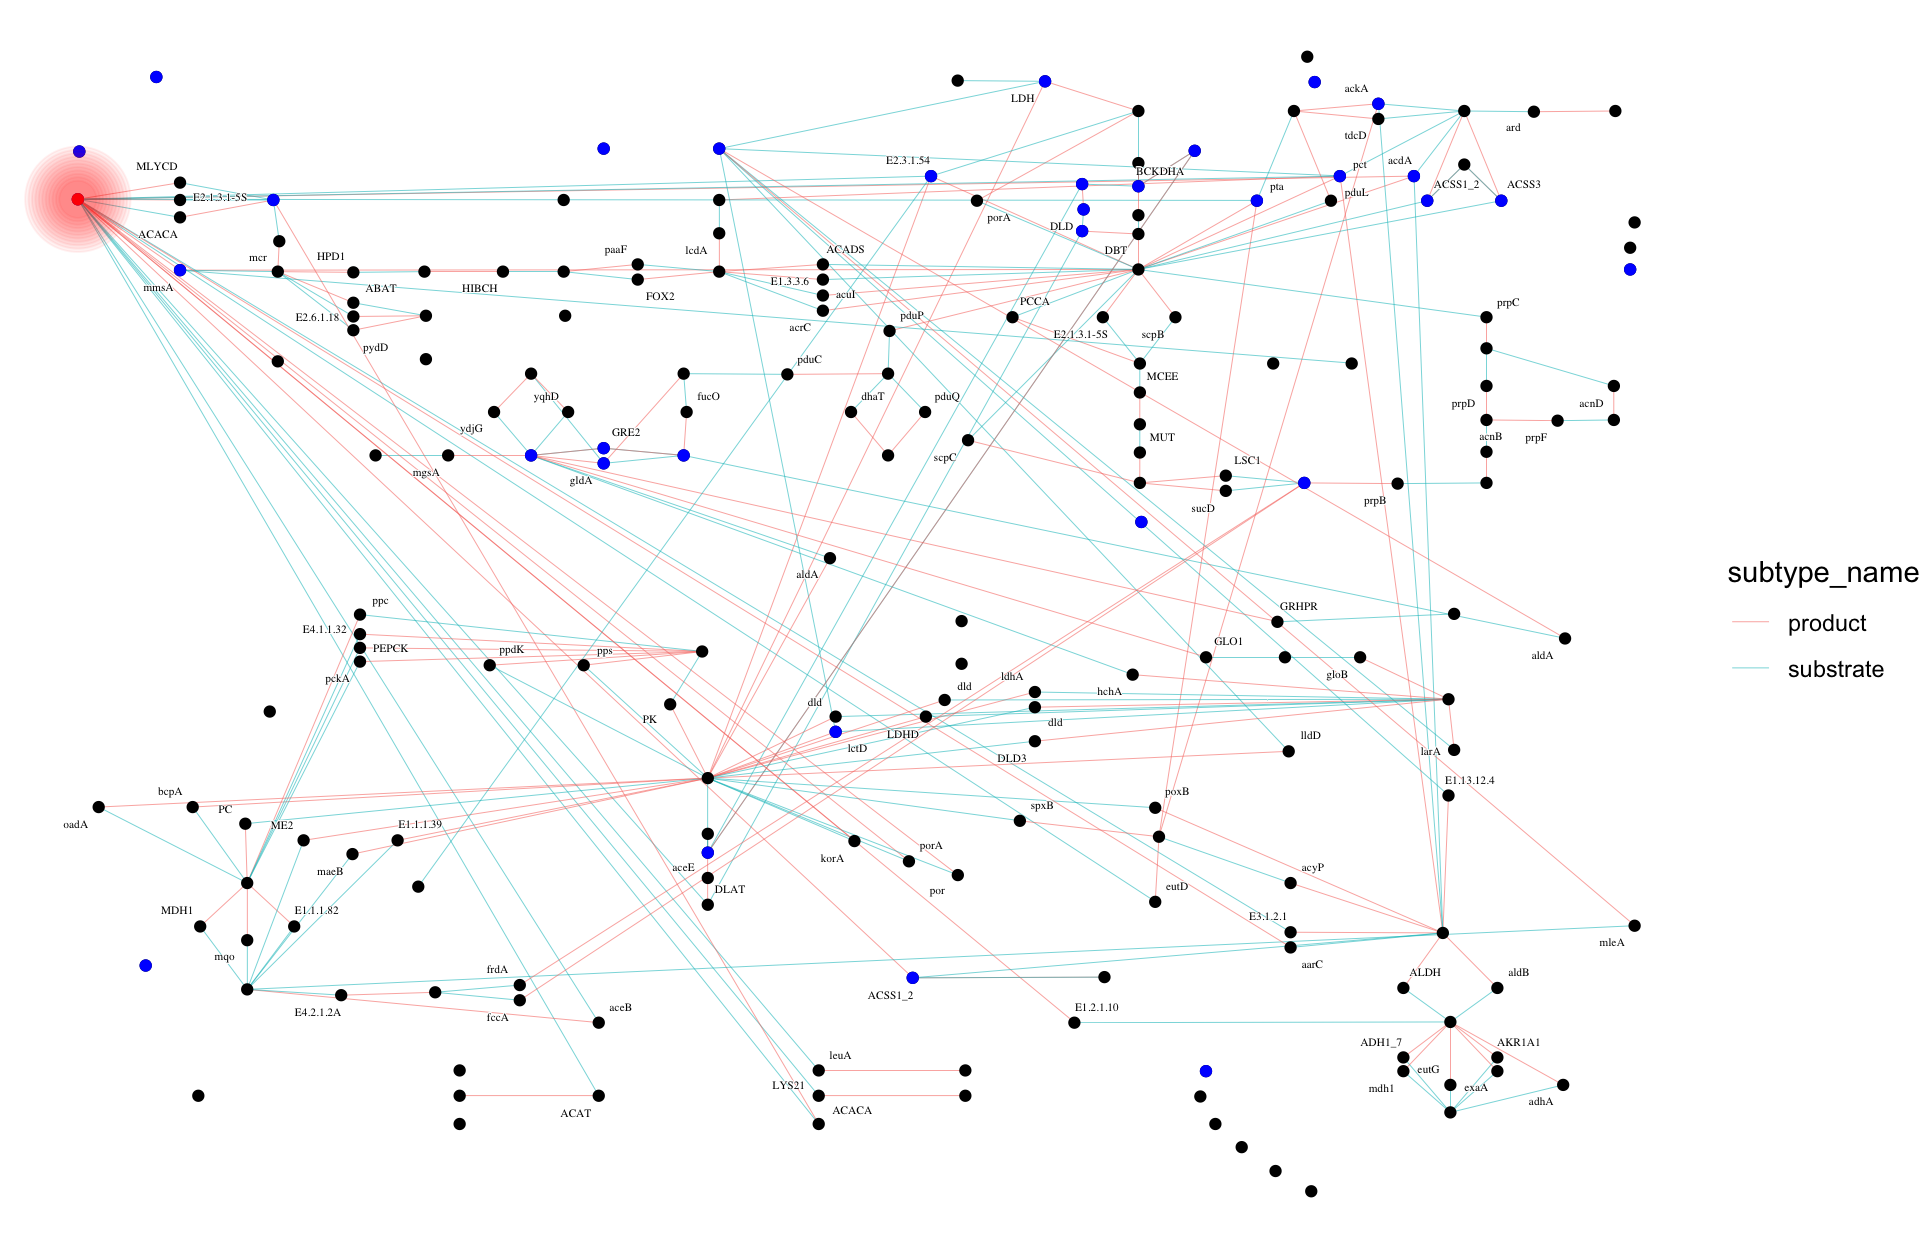 LDH
ackA
ard
tdcD
MLYCD
E2.3.1.54
BCKDHA
pct
acdA
E2.1.3.1-5S
pta
pduL
ACSS1_2
ACSS3
ACACA
porA
DLD
DBT
mcr
HPD1
paaF
lcdA
ACADS
mmsA
ABAT
HIBCH
FOX2
E1.3.3.6
acuI
E2.6.1.18
acrC
pduP
PCCA
prpC
pydD
E2.1.3.1-5S
scpB
pduC
MCEE
yqhD
fucO
dhaT
pduQ
prpD
acnD
ydjG
GRE2
MUT
acnB
prpF
mgsA
gldA
scpC
LSC1
sucD
prpB
aldA
subtype_name
product
substrate
ppc
GRHPR
E4.1.1.32
PEPCK
ppdK
pps
GLO1
aldA
pckA
ldhA
gloB
dld
hchA
dld
PK
LDHD
dld
lctD
lldD
DLD3
larA
E1.13.12.4
bcpA
PC
oadA
ME2
E1.1.1.39
spxB
poxB
porA
maeB
aceE
korA
acyP
DLAT
por
eutD
MDH1
E1.1.1.82
E3.1.2.1
mqo
aarC
mleA
frdA
ALDH
aldB
ACSS1_2
E4.2.1.2A
fccA
aceB
E1.2.1.10
leuA
ADH1_7
AKR1A1
eutG
LYS21
mdh1
exaA
ACAT
ACACA
adhA